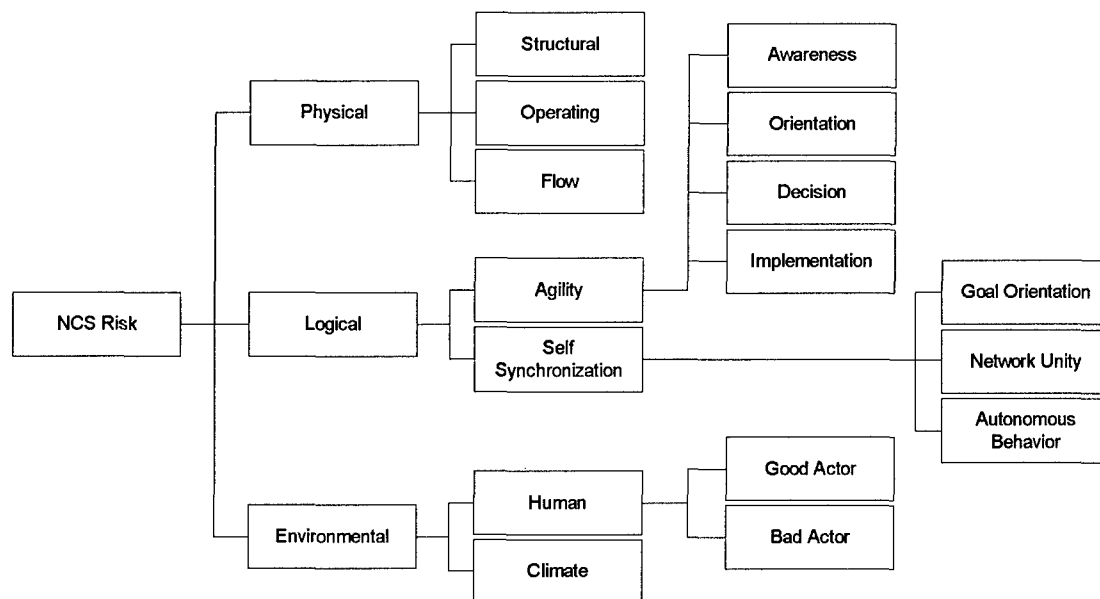 NCS Risk
Physical
Structural
Operating
Flow
Logical
Agility
Awareness
Orientation
Decision
Implementation
Self
Synchronization
Goal Orientation
Network Unity
Autonomous
Behavior
Environmental
Human
Good Actor
Bad Actor
Climate